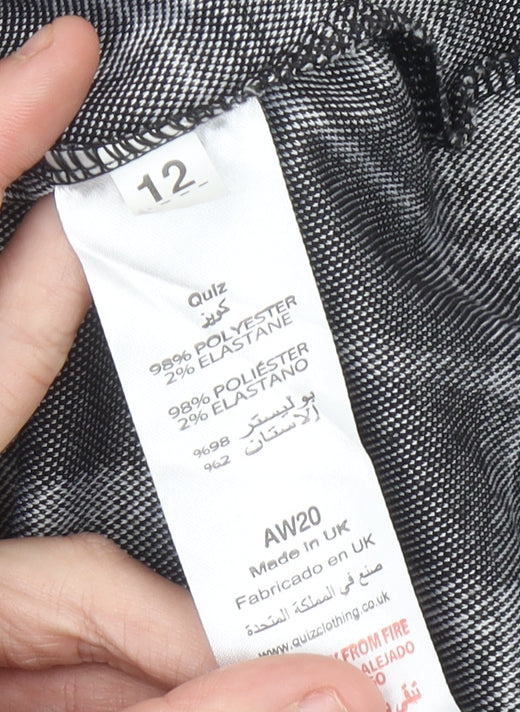 12
Quiz
كويز
98% POLYESTER
2% ELASTANE
98% POLIÉSTER
2% ELASTANO
%98 بوليستر
%2 الاستان
AW20
Made in UK
Fabricado en UK
صنع في المملكة المتحدة
www.quizclothing.co.uk
FROM FIRE
ALEJADO